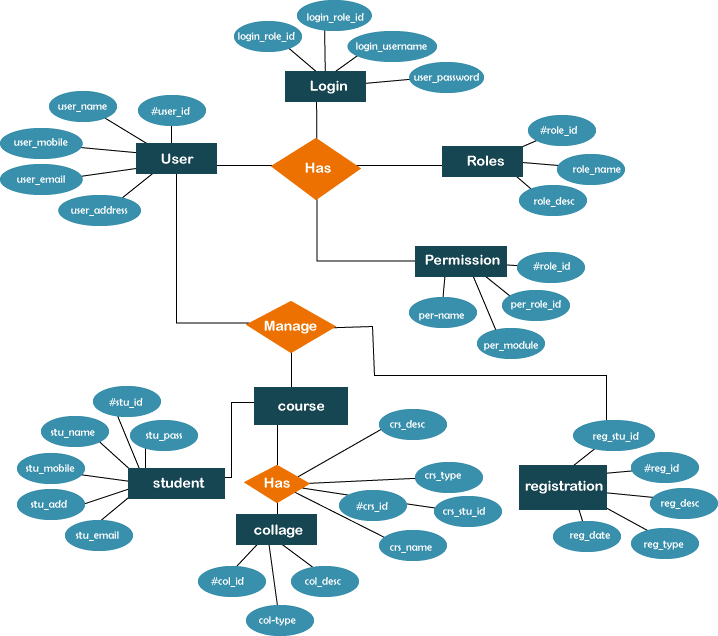 login_role_id
login_role_id
login_username
user_password
Login
user_name
#user_id
user_mobile
User
user_email
user_address
Has
Roles
#role_id
role_name
role_desc
Permission
#role_id
per-name
per_role_id
per_module
Manage
course
#stu_id
stu_name
stu_pass
stu_mobile
student
stu_add
stu_email
Has
crs_desc
crs_type
#crs_id
crs_stu_id
crs_name
collage
#col_id
col_desc
col-type
reg_stu_id
#reg_id
registration
reg_desc
reg_date
reg_type